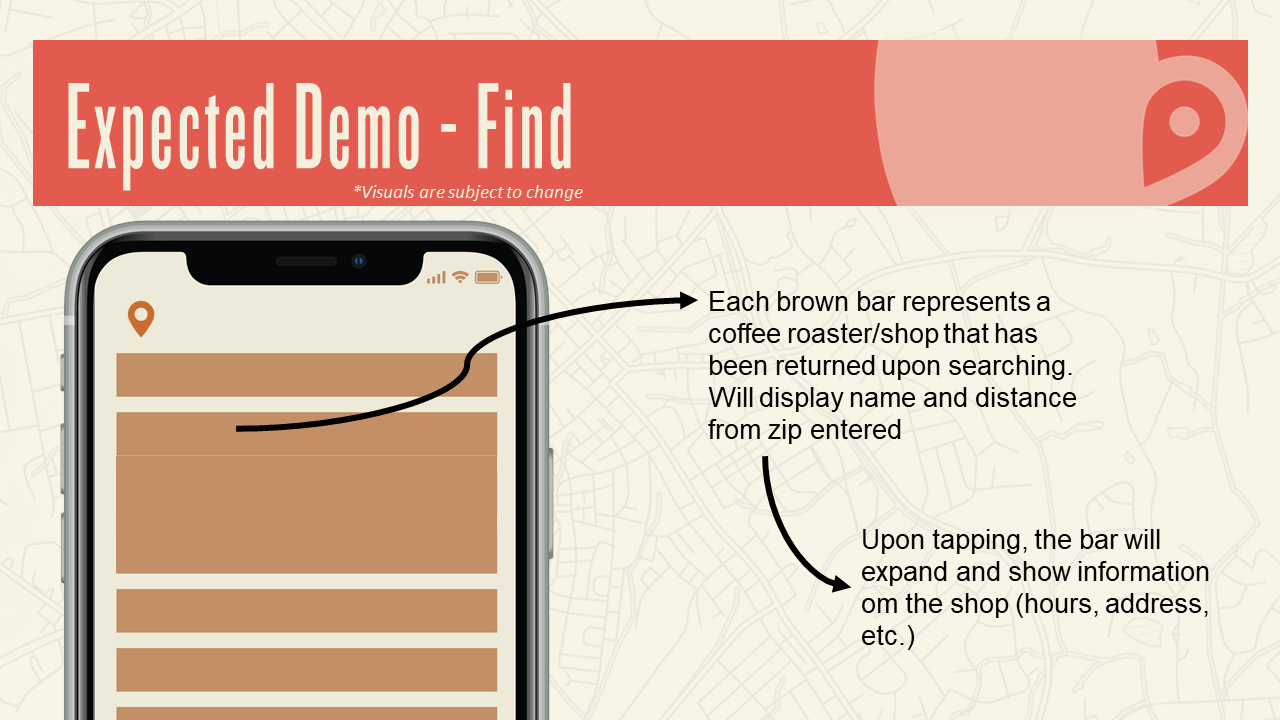 Expected Demo - Find
*Visuals are subject to change
Each brown bar represents a
coffee roaster/shop that has
been returned upon searching.
Will display name and distance
from zip entered
Upon tapping, the bar will
expand and show information
om the shop (hours, address,
etc.)